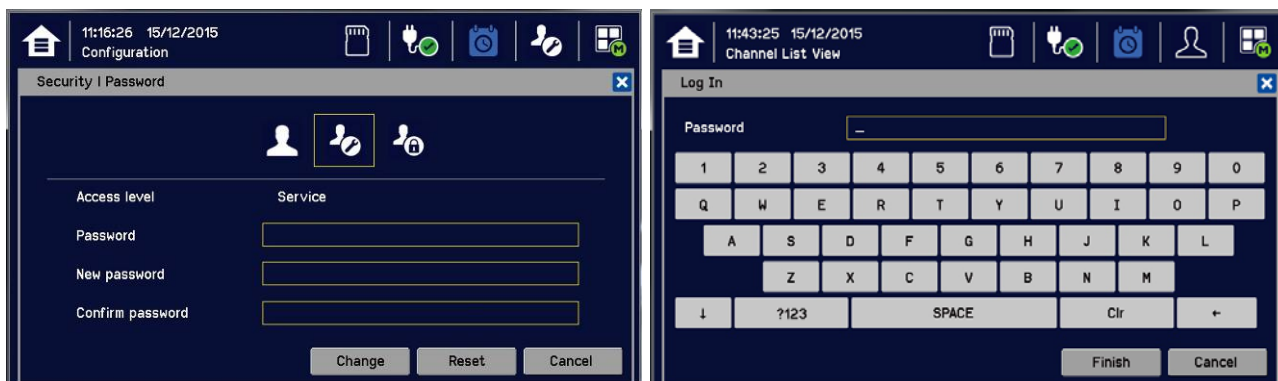 11:16:26 15/12/2015
Configuration
M
Security | Password
X
Access level Service
Password
New password
Confirm password
Change Reset Cancel
11:43:25 15/12/2015
Channel List View
M
Log In
X
Password _
1 2 3 4 5 6 7 8 9 0
Q W E R T Y U I O P
A S D F G H J K L
Z X C V B N M
↓ ?123 SPACE Clr ←
Finish Cancel